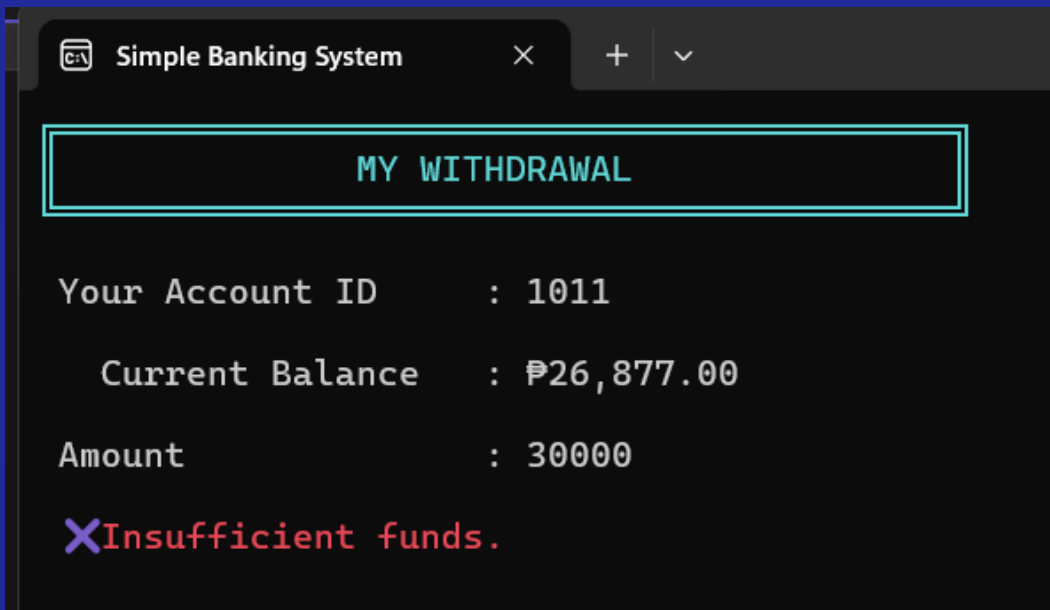 Simple Banking System
MY WITHDRAWAL
Your Account ID : 1011
Current Balance : ₱26,877.00
Amount : 30000
❌Insufficient funds.